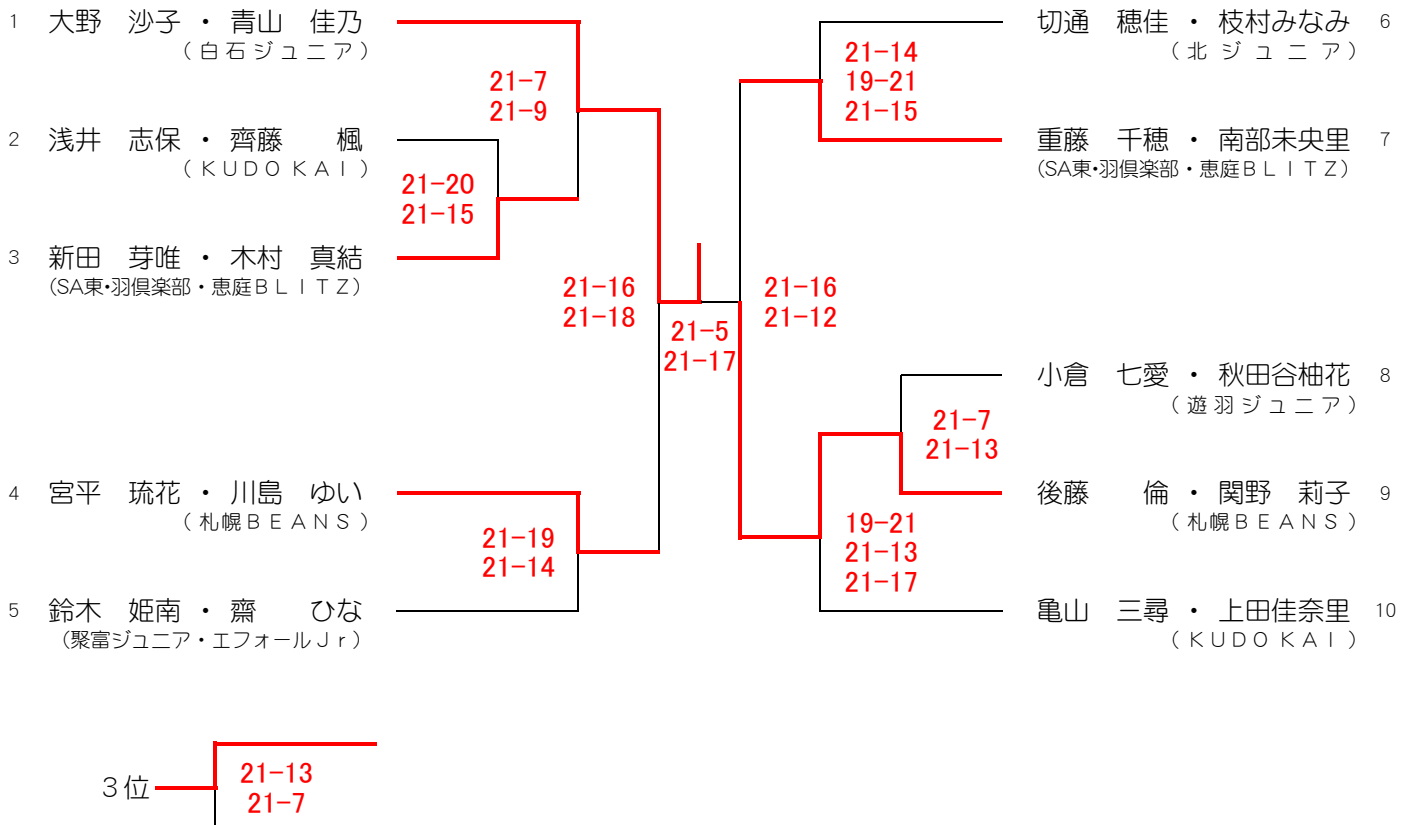 1 大野 沙子 ・ 青山 佳乃
(白石ジュニア)
21-7
21-9
2 浅井 志保 ・ 齊藤 楓
(KUDO KAI)
21-20
21-15
3 新田 芽唯 ・ 木村 真結
(SA東・羽倶楽部・恵庭BLITZ)
21-16
21-18
4 宮平 琉花 ・ 川島 ゆい
(札幌BEANS)
21-19
21-14
5 鈴木 姫南 ・ 齋 ひな
(聚富ジュニア・エフォールJr)
21-5
21-17
切通 穂佳 ・ 枝村みなみ 6
(北ジュニア)
21-14
19-21
21-15
重藤 千穂 ・ 南部未央里 7
(SA東・羽倶楽部・恵庭BLITZ)
21-16
21-12
小倉 七愛 ・ 秋田谷柚花 8
(遊羽ジュニア)
21-7
21-13
後藤 倫 ・ 関野 莉子 9
(札幌BEANS)
19-21
21-13
21-17
亀山 三尋 ・ 上田佳奈里 10
(KUDO KAI)
3位
21-13
21-7